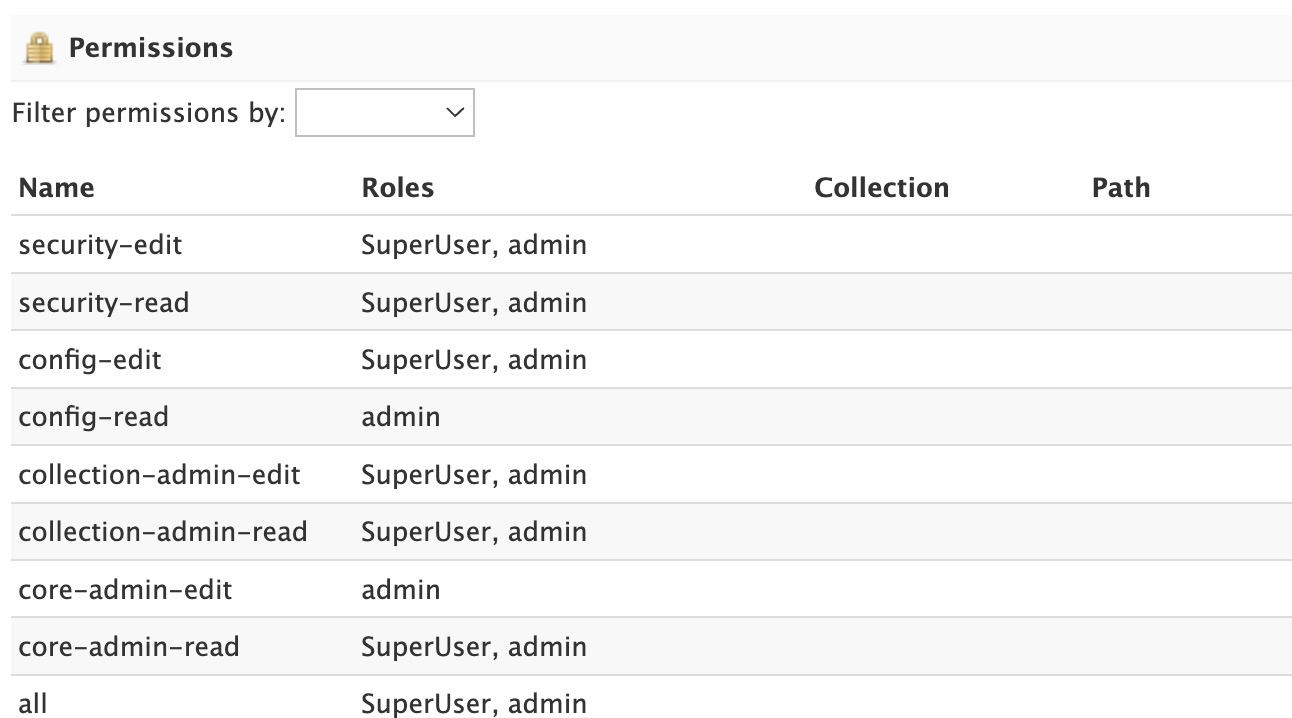 Permissions
Filter permissions by:
Name Roles Collection Path
security-edit SuperUser, admin
security-read SuperUser, admin
config-edit SuperUser, admin
config-read admin
collection-admin-edit SuperUser, admin
collection-admin-read SuperUser, admin
core-admin-edit admin
core-admin-read SuperUser, admin
all SuperUser, admin